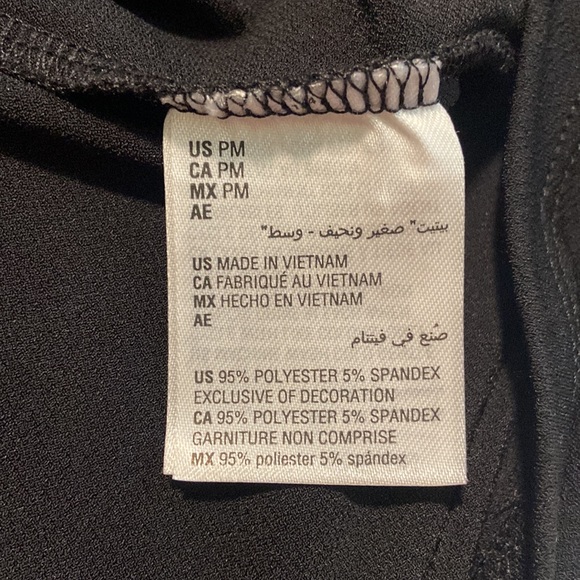 US PM
CA PM
MX PM
AE
بيتيت" صغير ونحيف - وسط"
US MADE IN VIETNAM
CA FABRIQUÉ AU VIETNAM
MX HECHO EN VIETNAM
AE
صُنع في فيتنام
US 95% POLYESTER 5% SPANDEX
EXCLUSIVE OF DECORATION
CA 95% POLYESTER 5% SPANDEX
GARNITURE NON COMPRISE
MX 95% poliester 5% spándex